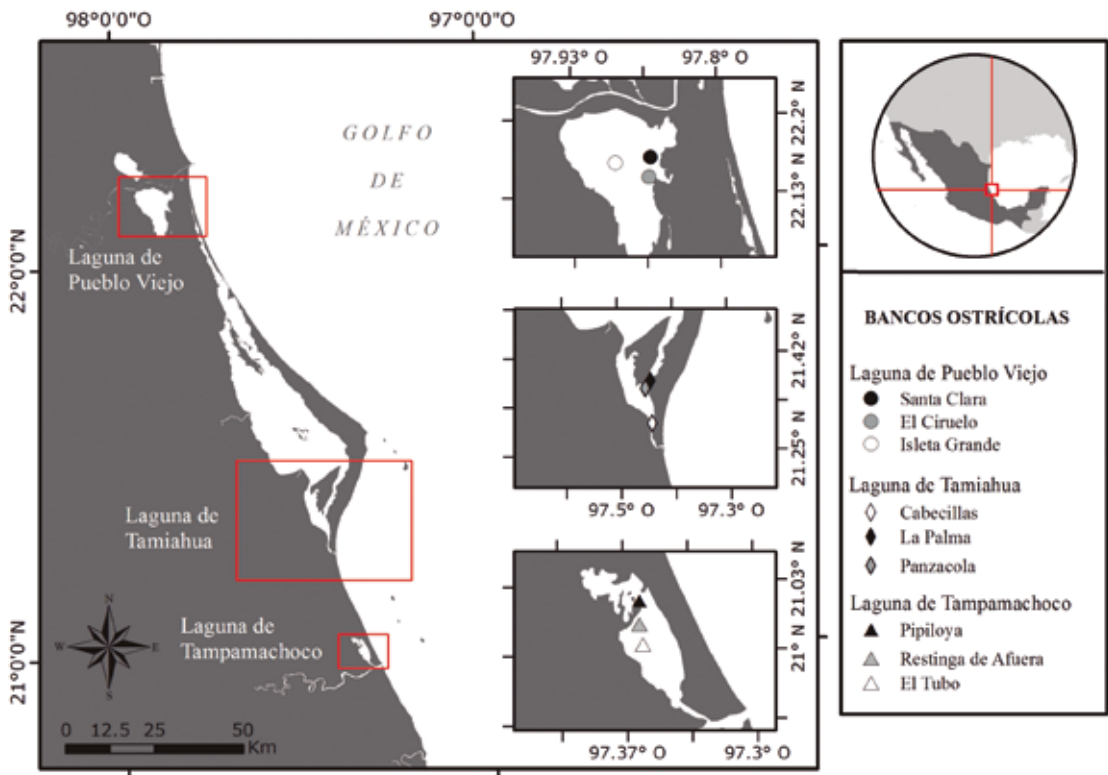 98°0'0"O
97°0'0"O
22°0'0"N
21°0'0"N
GOLFO
DE
MÉXICO
Laguna de
Pueblo Viejo
Laguna de
Tamiahua
Laguna de
Tampamachoco
N
W
E
S
0 12.5 25 50
Km
97.93° O
97.8° O
22.2° N
22.13° N
21.42° N
21.25° N
97.5° O
97.3° O
21.03° N
21° N
97.37° O
97.3° O
BANCOS OSTRÍCOLAS
Laguna de Pueblo Viejo
Santa Clara
El Ciruelo
Isleta Grande
Laguna de Tamiahua
Cabecillas
La Palma
Panzacola
Laguna de Tampamachoco
Pipiloya
Restinga de Afuera
El Tubo